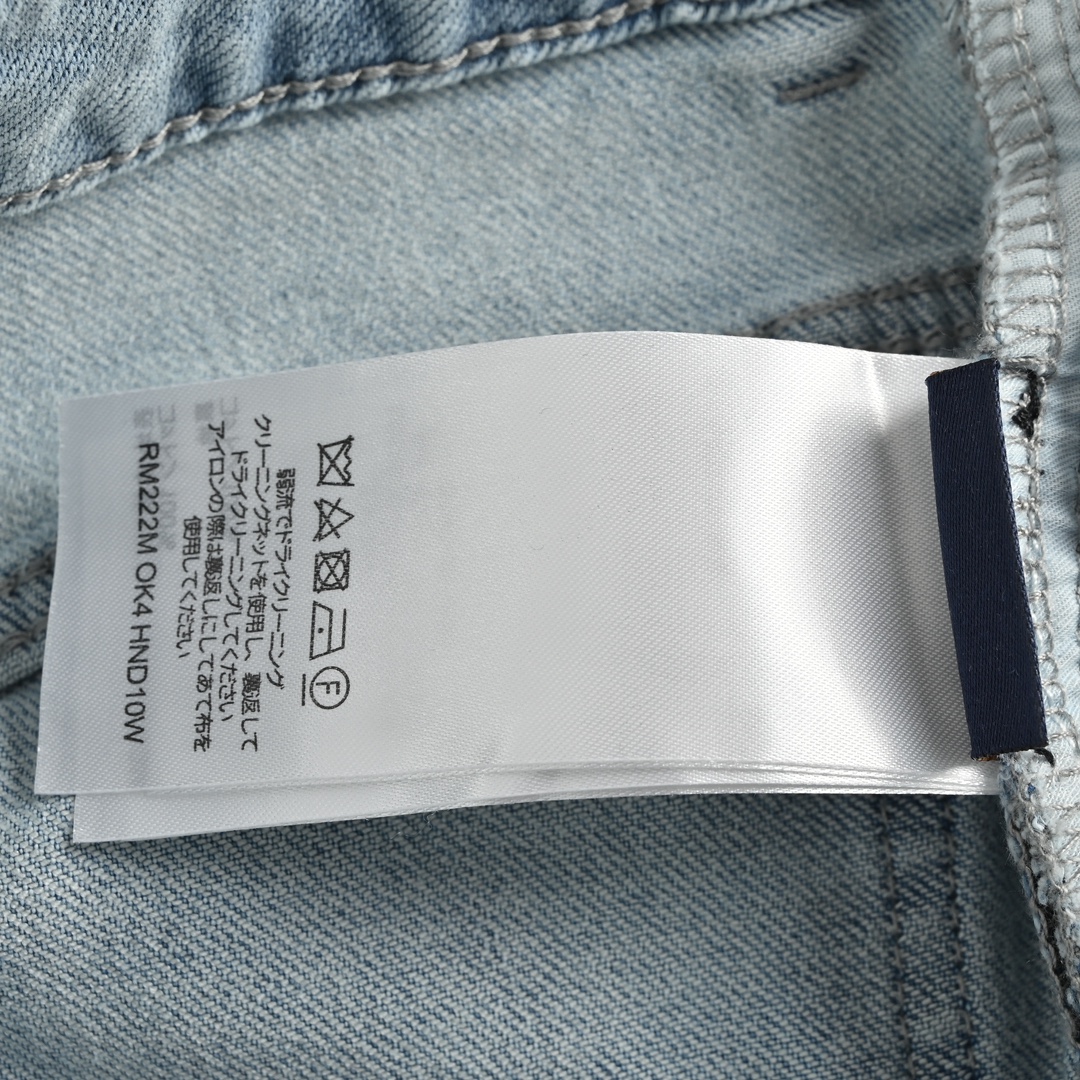 F
弱流でドライクリーニング
クリーニングネットを使用し、裏返して
ドライクリーニングしてください
アイロンの際は裏返しにしてあて布を
使用してください
RM222M OK4 HND10W